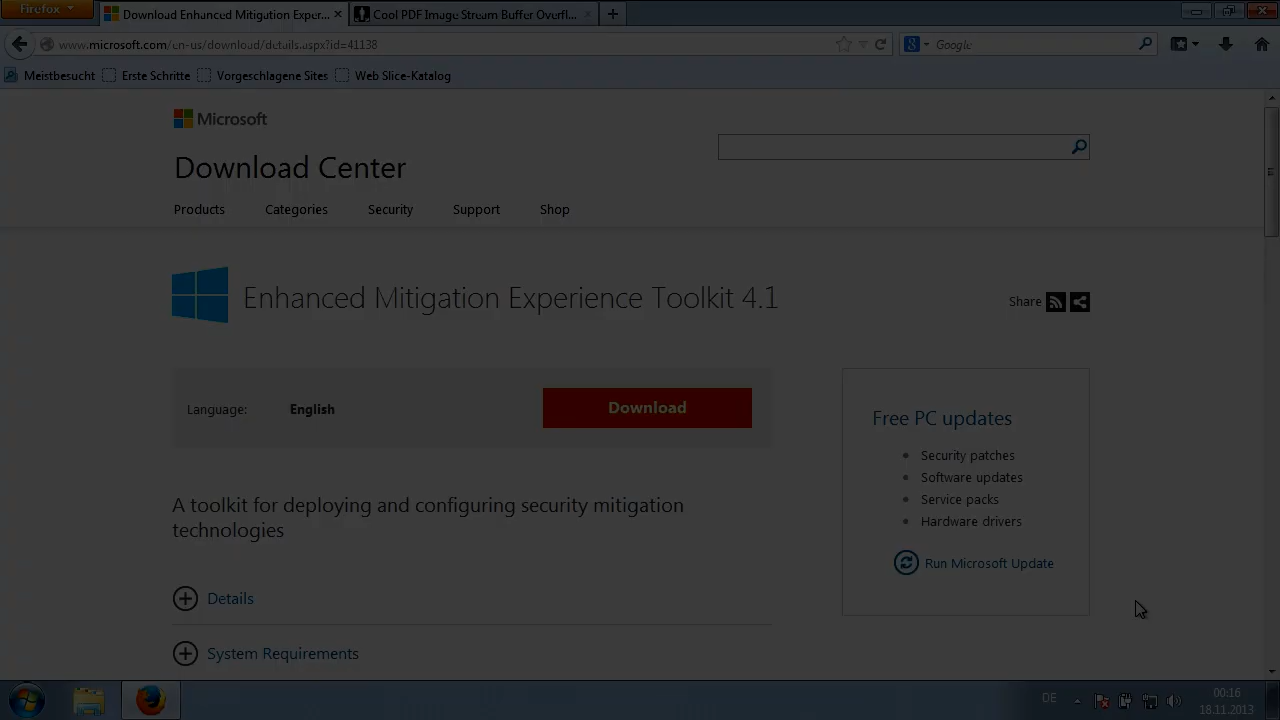 Firefox
Download Enhanced Mitigation Exper...
Cool PDF Image Stream Buffer Overfl...
www.microsoft.com/en-us/download/details.aspx?id=41138
Google
Meistbesucht
Erste Schritte
Vorgeschlagene Sites
Web Slice-Katalog
Microsoft
Download Center
Products
Categories
Security
Support
Shop
Enhanced Mitigation Experience Toolkit 4.1
Share
Language:
English
Download
Free PC updates
Security patches
Software updates
Service packs
Hardware drivers
Run Microsoft Update
A toolkit for deploying and configuring security mitigation
technologies
Details
System Requirements
DE
00:16
18.11.2013